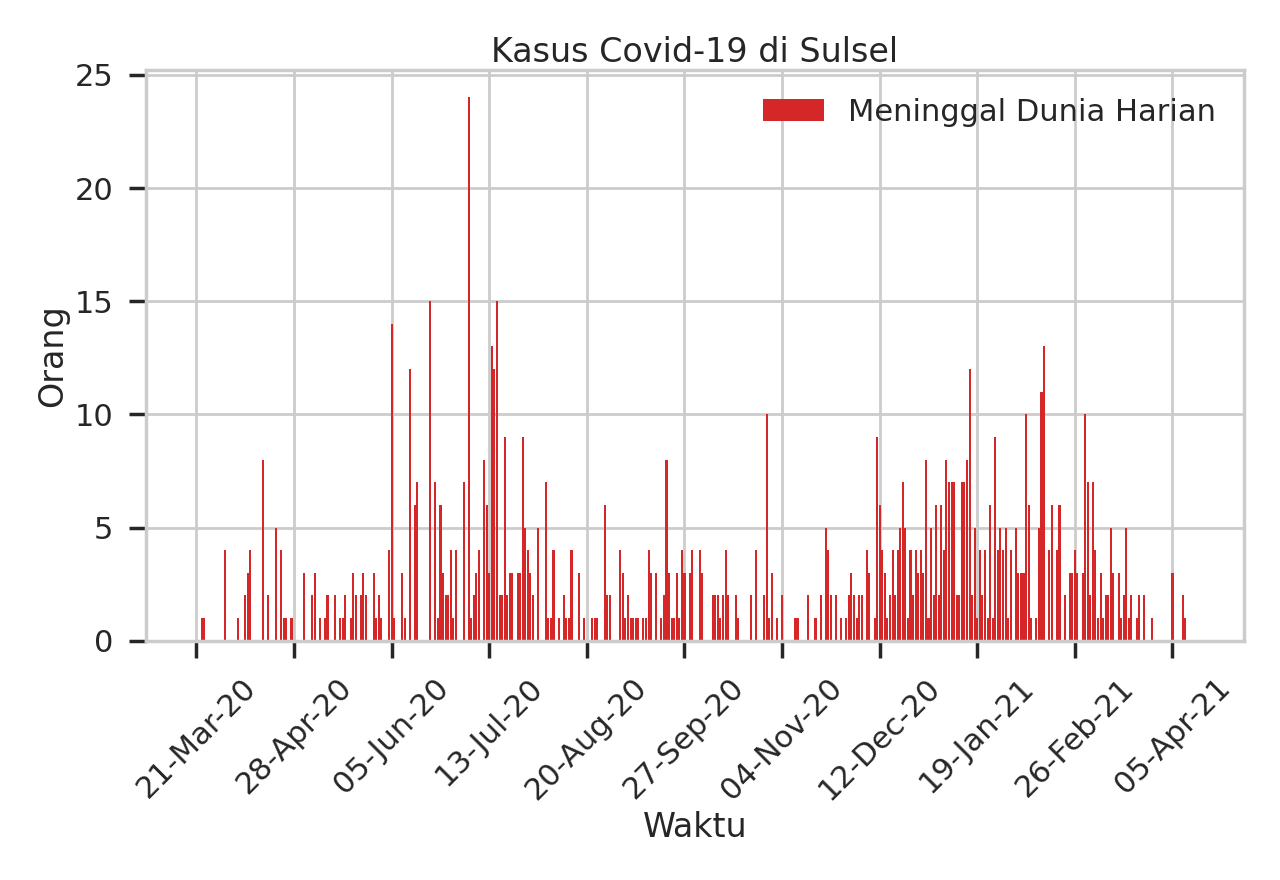 Kasus Covid-19 di Sulsel
Meninggal Dunia Harian
Orang
25
20
15
10
5
0
21-Mar-20
28-Apr-20
05-Jun-20
13-Jul-20
20-Aug-20
27-Sep-20
04-Nov-20
12-Dec-20
19-Jan-21
26-Feb-21
05-Apr-21
Waktu